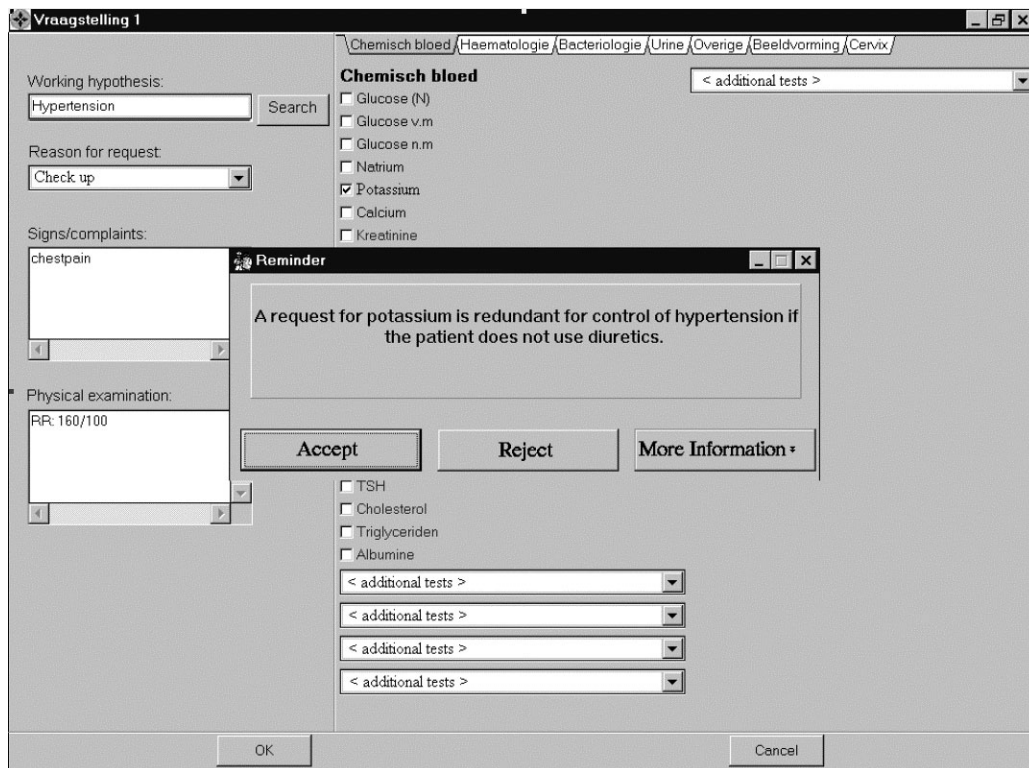 Vraagstelling 1
Chemisch bloed Haematologie Bacteriologie Urine Overige Beeldvorming Cervix
Working hypothesis:
Hypertension
Search
Reason for request:
Check up
Signs/complaints:
chestpain
Physical examination:
RR: 160/100
Chemisch bloed
< additional tests >
Glucose (N)
Glucose v.m
Glucose n.m
Natrium
Potassium
Calcium
Kreatinine
Reminder
A request for potassium is redundant for control of hypertension if
the patient does not use diuretics.
Accept Reject More Information
TSH
Cholesterol
Triglyceriden
Albumine
< additional tests >
< additional tests >
< additional tests >
< additional tests >
OK Cancel